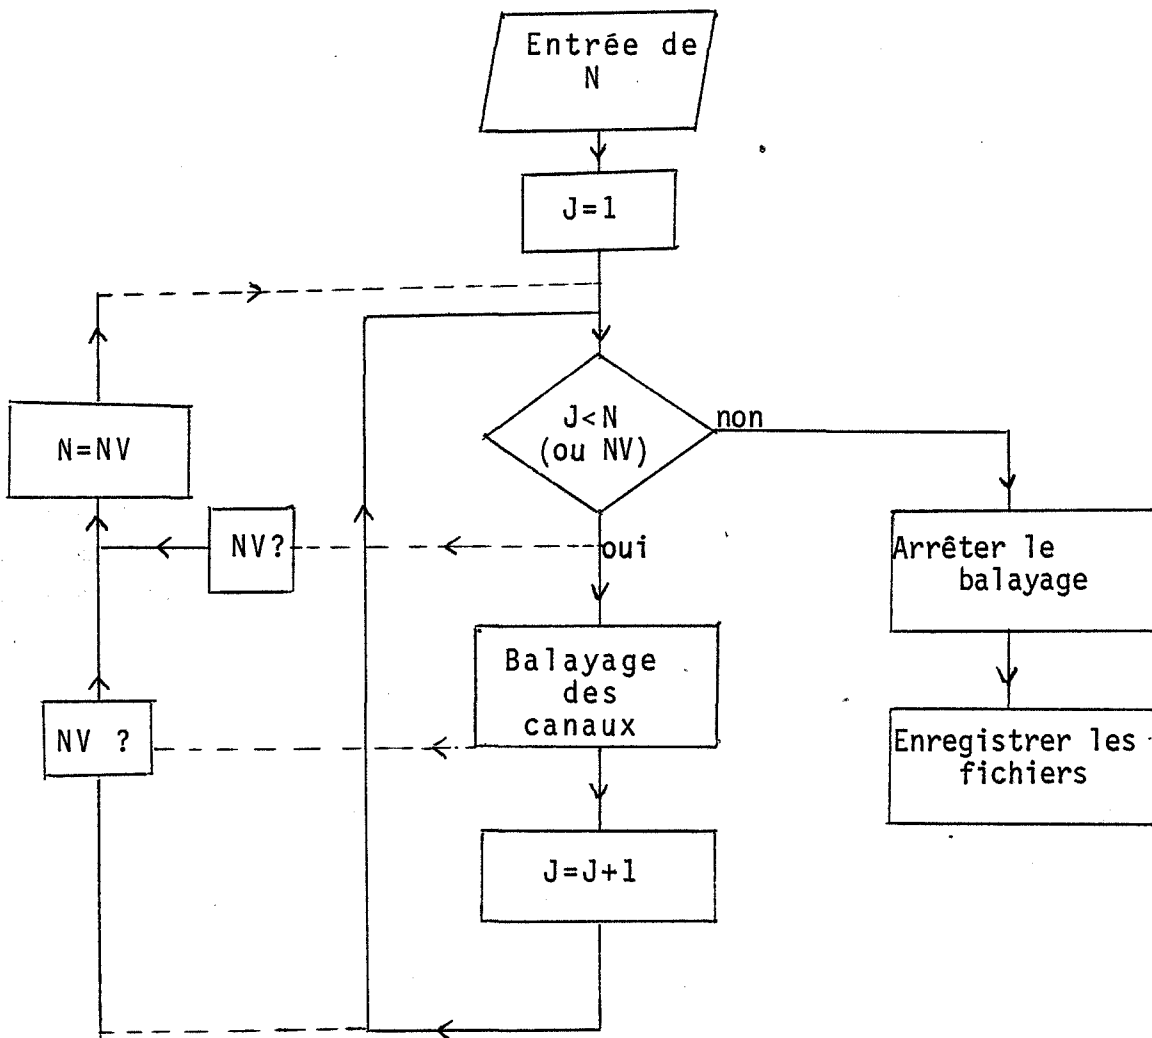 Entrée de
N
J=1
J<N
(ou NV)
non
N=NV
NV?
oui
Arrêter le
balayage
Balayage
des
canaux
NV ?
Enregistrer les
fichiers
J=J+1